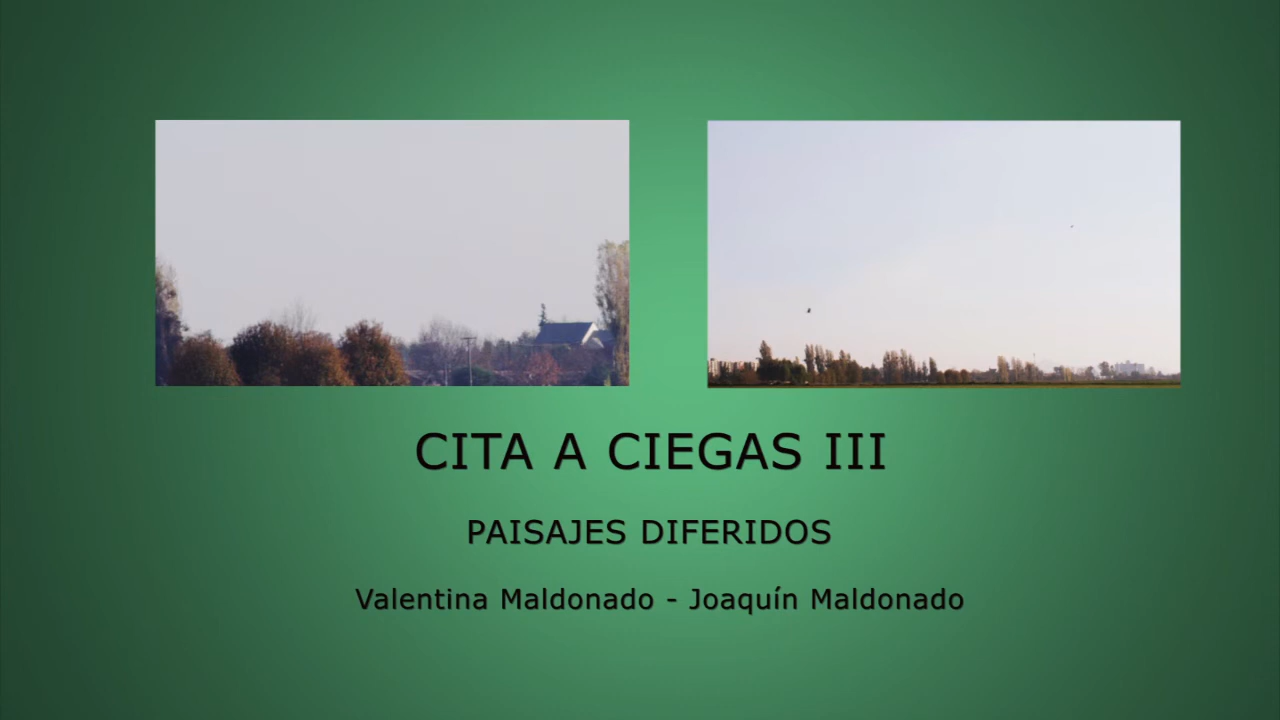 CITA A CIEGAS III
PAISAJES DIFERIDOS
Valentina Maldonado - Joaquín Maldonado